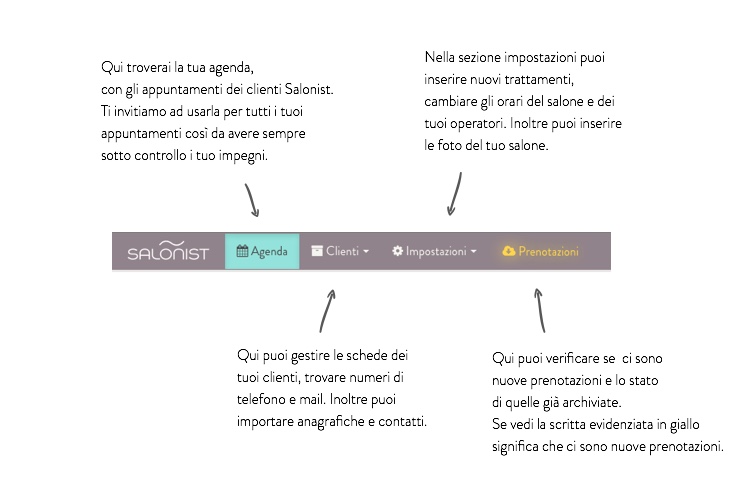 Qui troverai la tua agenda,
con gli appuntamenti dei clienti Salonist.
Ti invitiamo ad usarla per tutti i tuoi
appuntamenti così da avere sempre
sotto controllo i tuo impegni.
Nella sezione impostazioni puoi
inserire nuovi trattamenti,
cambiare gli orari del salone e dei
tuoi operatori. Inoltre puoi inserire
le foto del tuo salone.
SALONIST Agenda Clienti Impostazioni Prenotazioni
Qui puoi gestire le schede dei
tuoi clienti, trovare numeri di
telefono e mail. Inoltre puoi
importare anagrafiche e contatti.
Qui puoi verificare se ci sono
nuove prenotazioni e lo stato
di quelle già archiviate.
Se vedi la scritta evidenziata in giallo
significa che ci sono nuove prenotazioni.